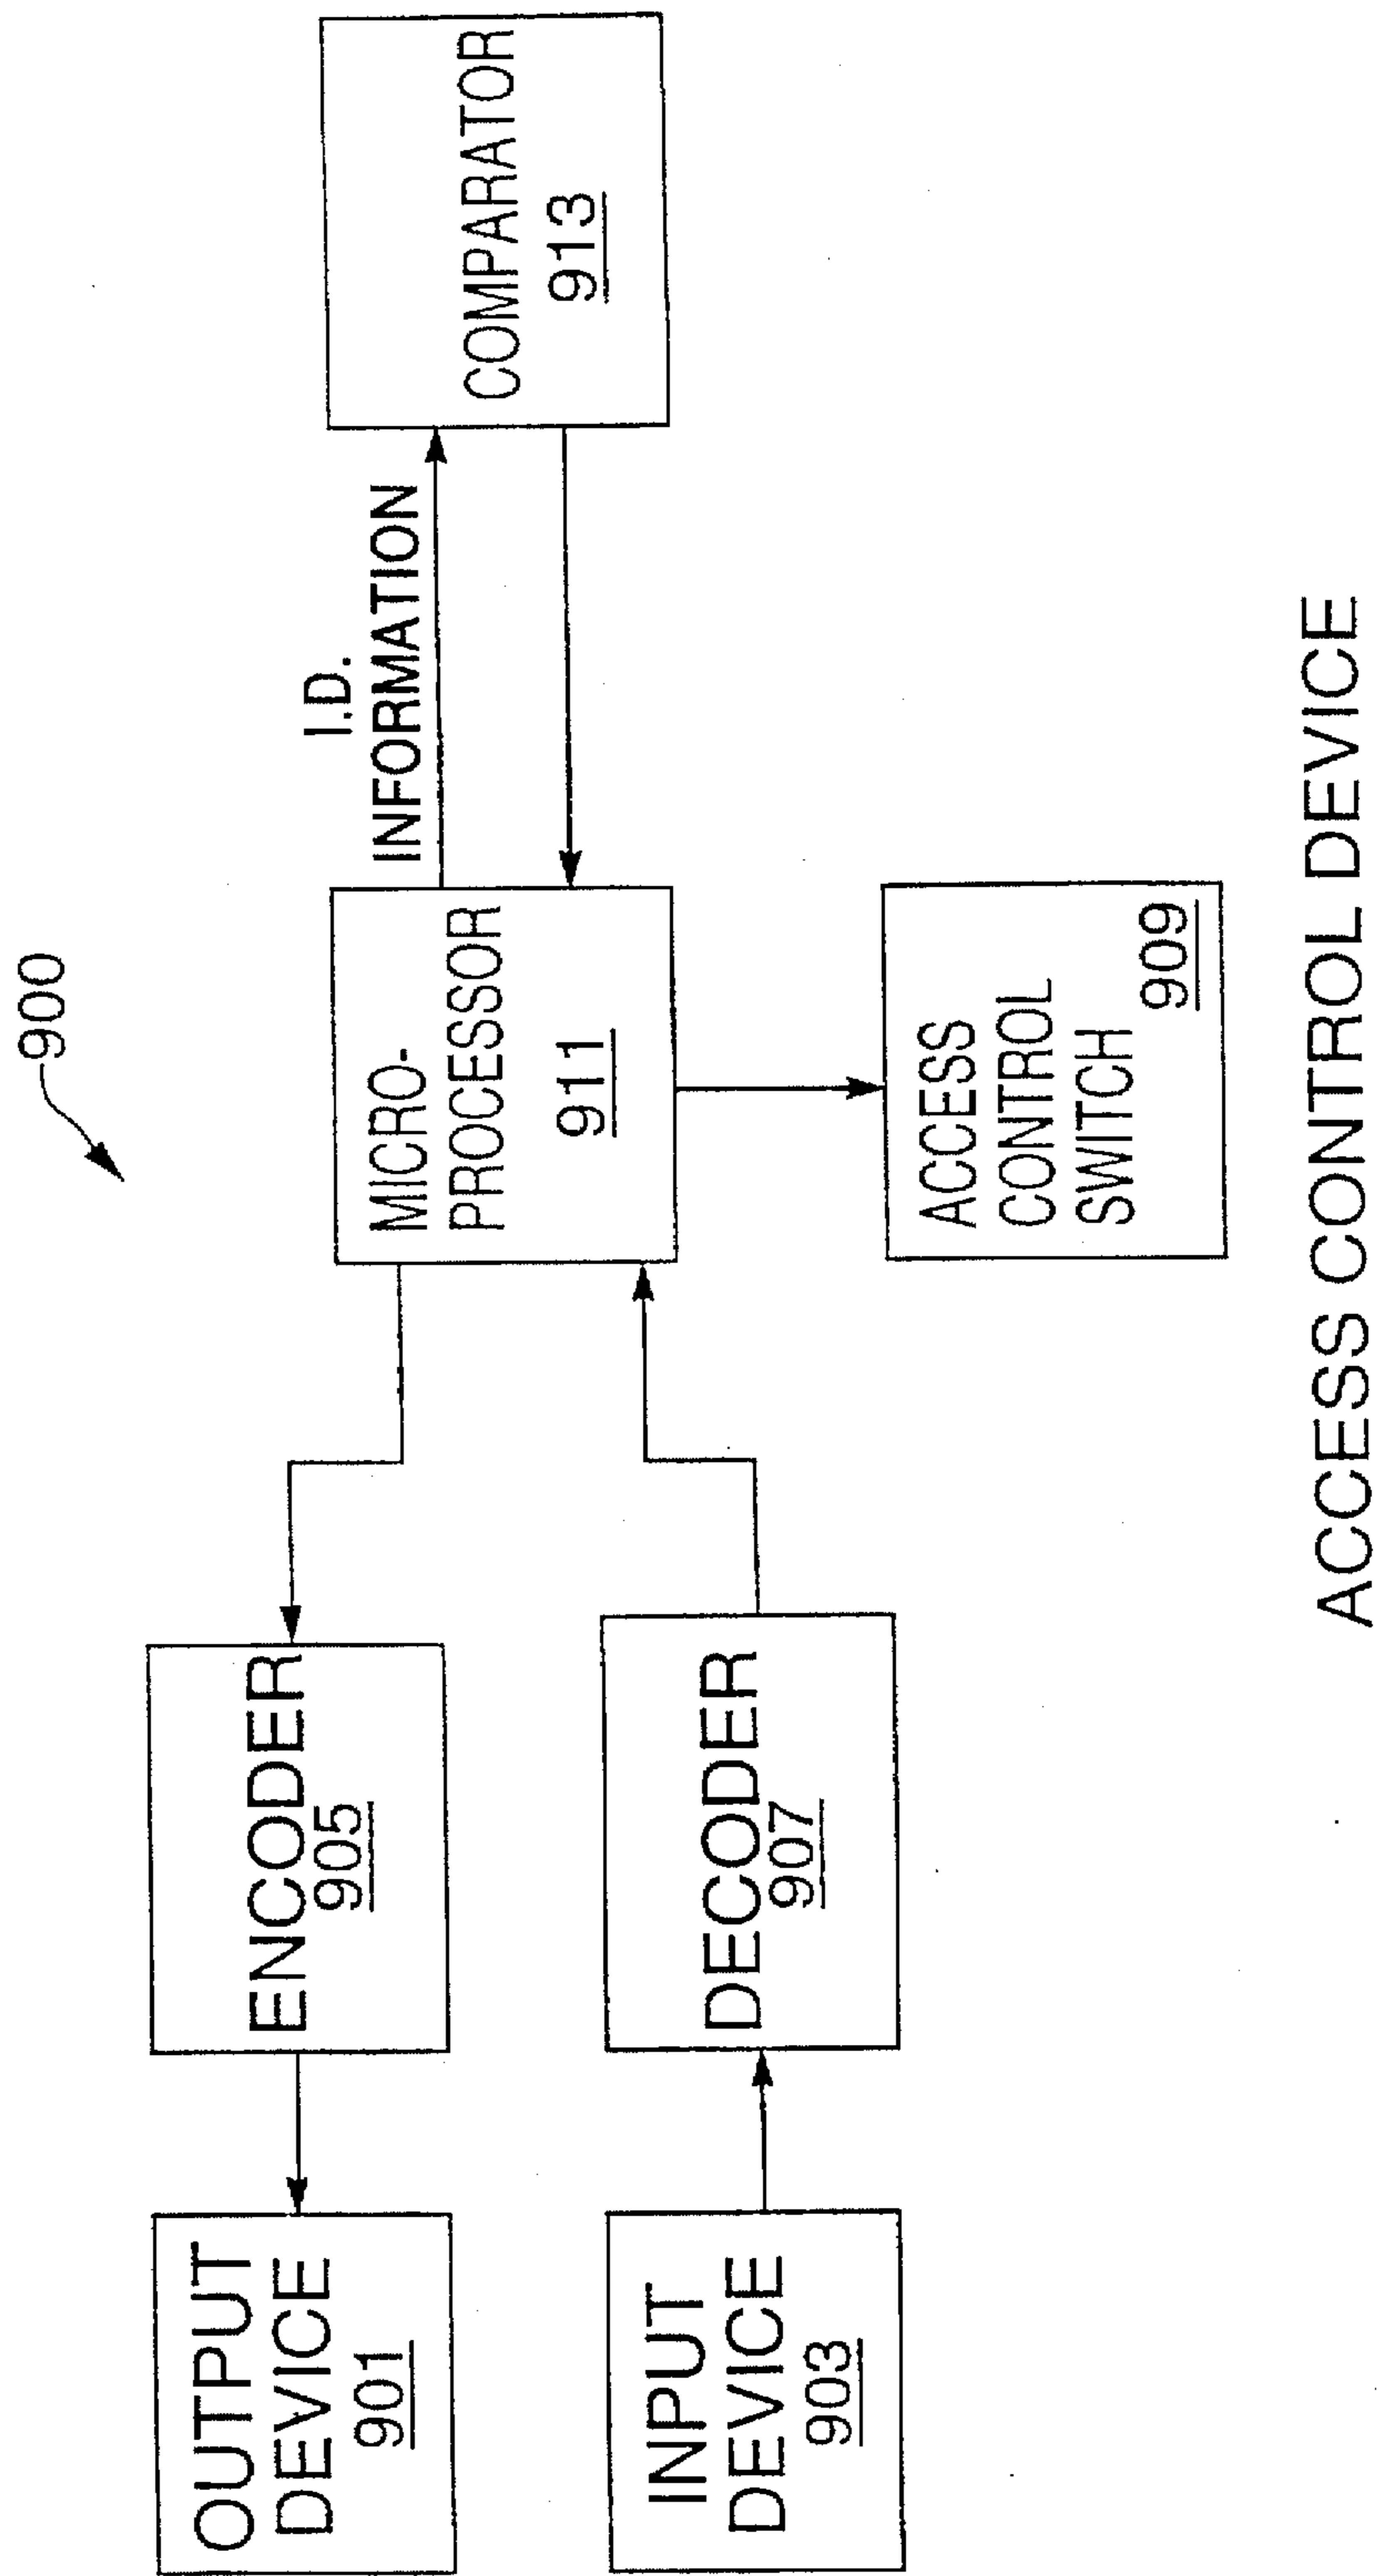 900
OUTPUT
DEVICE
901
ENCODER
905
INPUT
DEVICE
903
DECODER
907
MICRO-
PROCESSOR
911
I.D.
INFORMATION
COMPARATOR
913
ACCESS
CONTROL
SWITCH
909
ACCESS CONTROL DEVICE